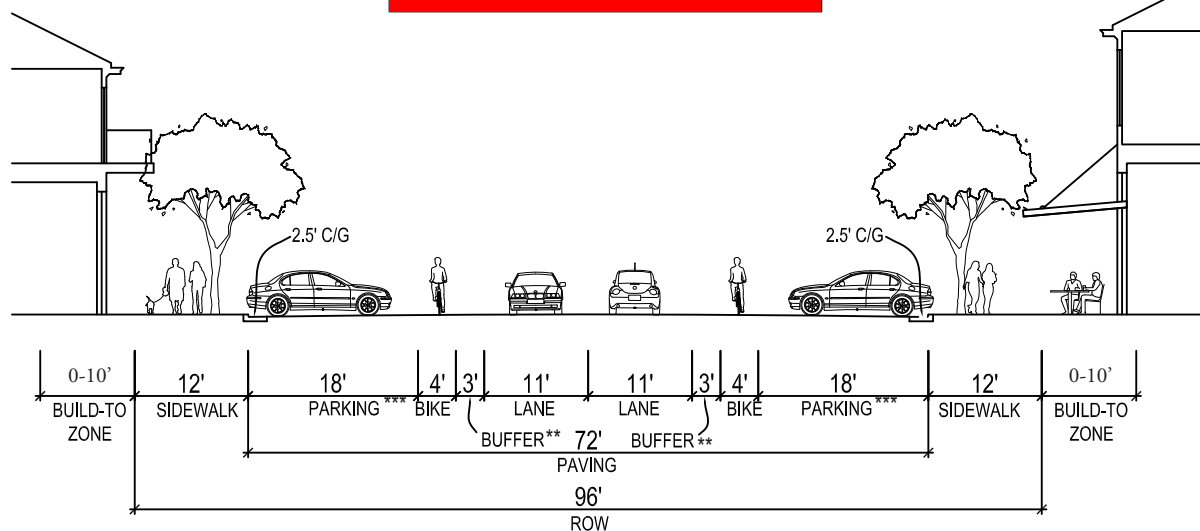 2.5' C/G 2.5' C/G
0-10’ 12' 18' 4' 3' 11' 11' 3' 4' 18' 12' 0-10’
BUILD-TO ZONE SIDEWALK PARKING*** BIKE LANE LANE BIKE PARKING*** SIDEWALK BUILD-TO ZONE
BUFFER** 72' BUFFER**
PAVING
96'
ROW